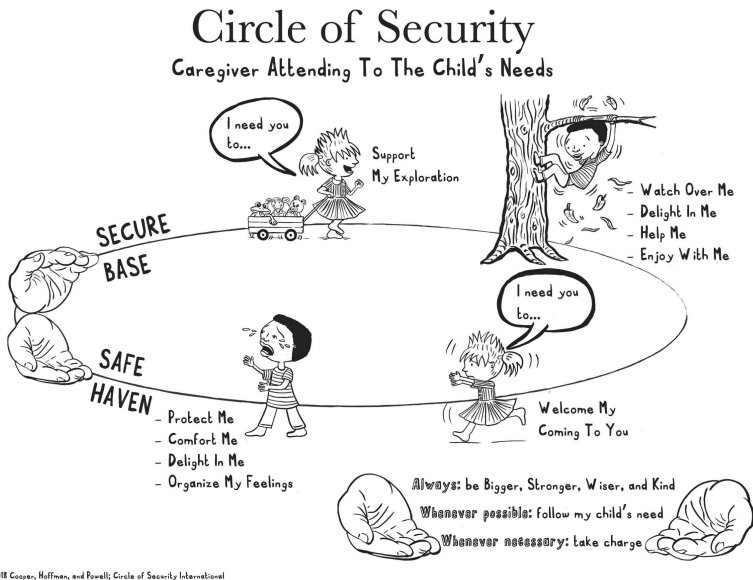 Circle of Security
Caregiver Attending To The Child's Needs
I need you
to...
Support
My Exploration
- Watch Over Me
- Delight In Me
- Help Me
- Enjoy With Me
SECURE
BASE
I need you
to...
SAFE
HAVEN
- Protect Me
- Comfort Me
- Delight In Me
- Organize My Feelings
Welcome My
Coming To You
Always: be Bigger, Stronger, Wiser, and Kind
Whenever possible: follow my child's need
Whenever necessary: take charge
18 Cooper, Hoffman, and Powell; Circle of Security International